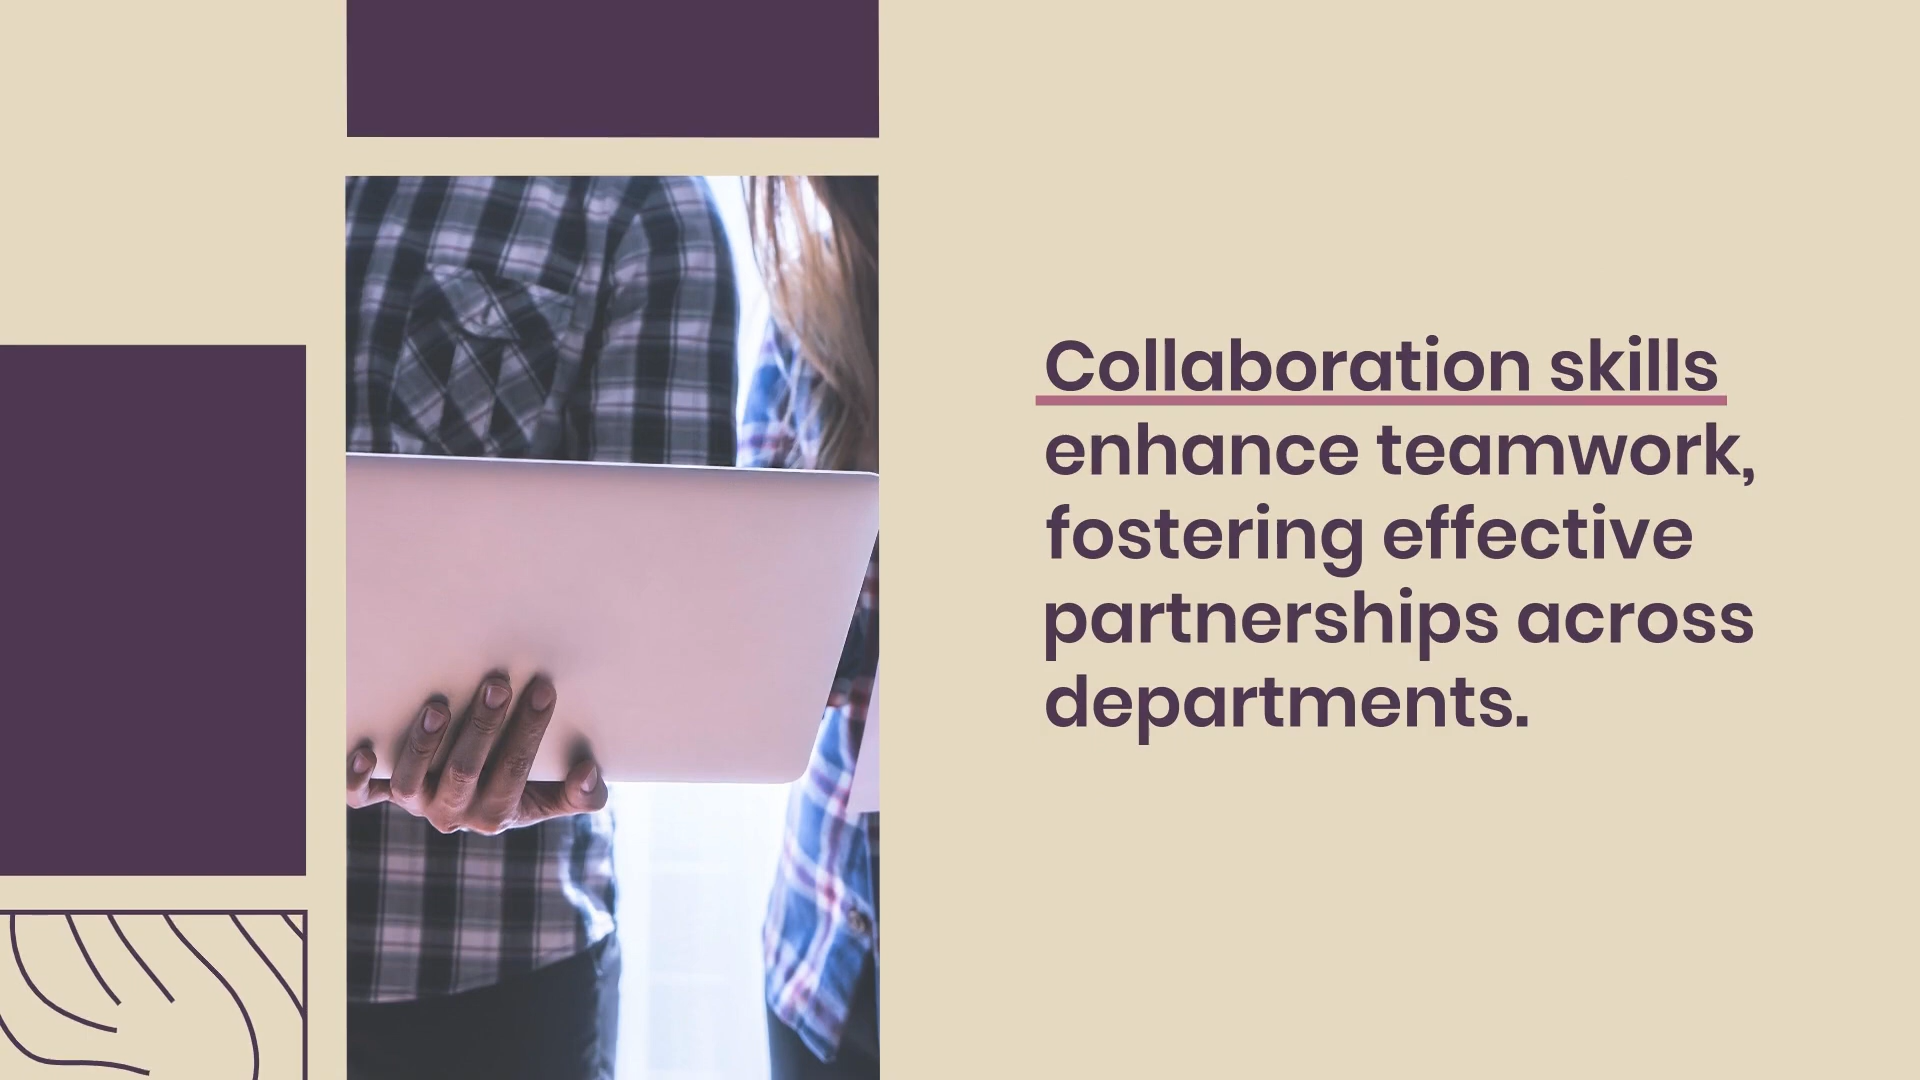 Collaboration skills
enhance teamwork,
fostering effective
partnerships across
departments.